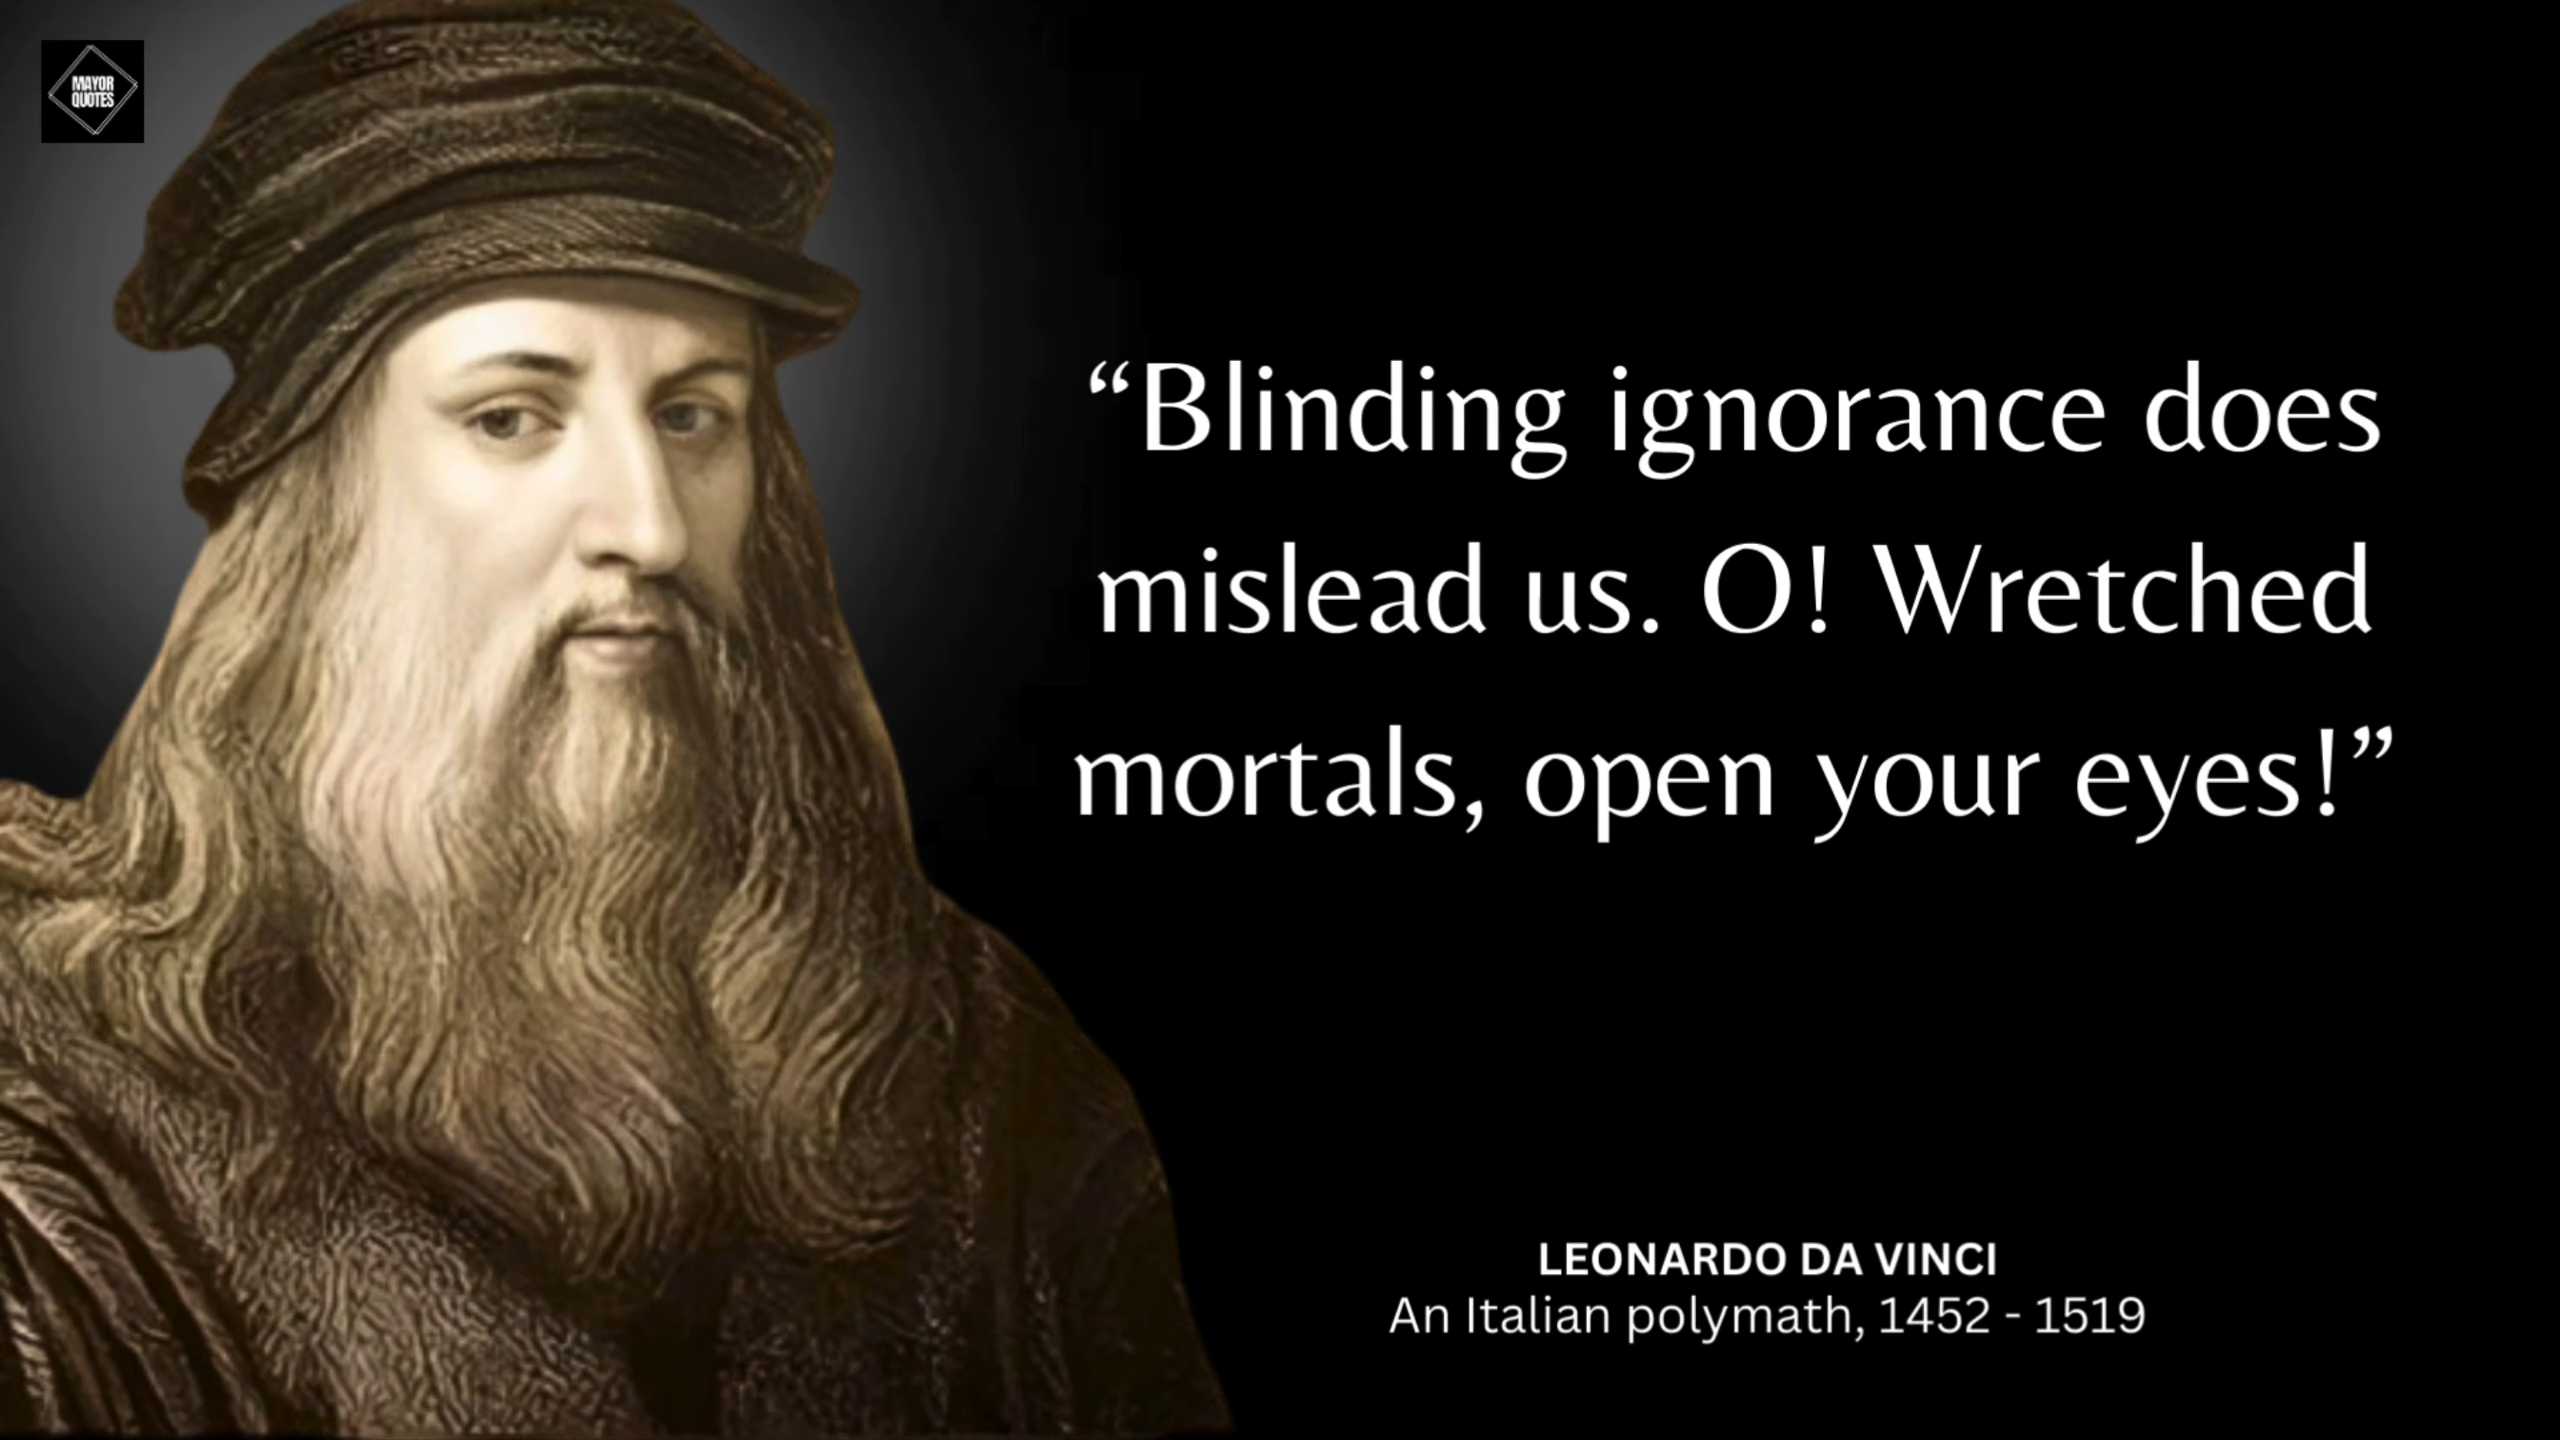 MAYOR
QUOTES
“Blinding ignorance does
mislead us. O! Wretched
mortals, open your eyes!”
LEONARDO DA VINCI
An Italian polymath, 1452 - 1519